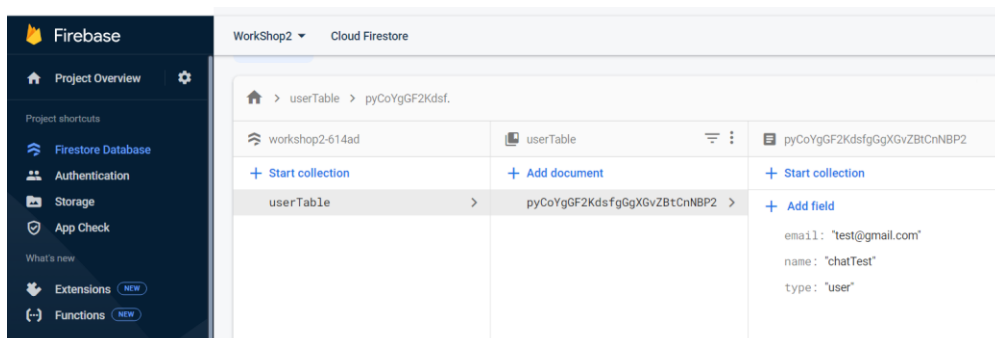 Firebase
WorkShop2 Cloud Firestore
Project Overview
userTable > pyCoYgGF2Kdsf.
Project shortcuts
workshop2-614ad
userTable
pyCoYgGF2KdsfgGgXGvZBtCnNBP2
Firestore Database
+ Start collection
+ Add document
+ Start collection
Authentication
Storage
userTable >
pyCoYgGF2KdsfgGgXGvZBtCnNBP2 >
+ Add field
App Check
email: "test@gmail.com"
What's new
name: "chatTest"
Extensions NEW
type: "user"
Functions NEW